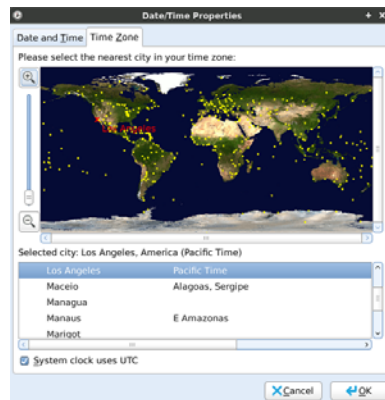 Date/Time Properties
Date and Time Time Zone
Please select the nearest city in your time zone:
Los Angeles
Selected city: Los Angeles, America (Pacific Time)
Los Angeles Pacific Time
Maceio Alagoas, Sergipe
Managua
Manaus E Amazonas
Marigot
System clock uses UTC
Cancel OK